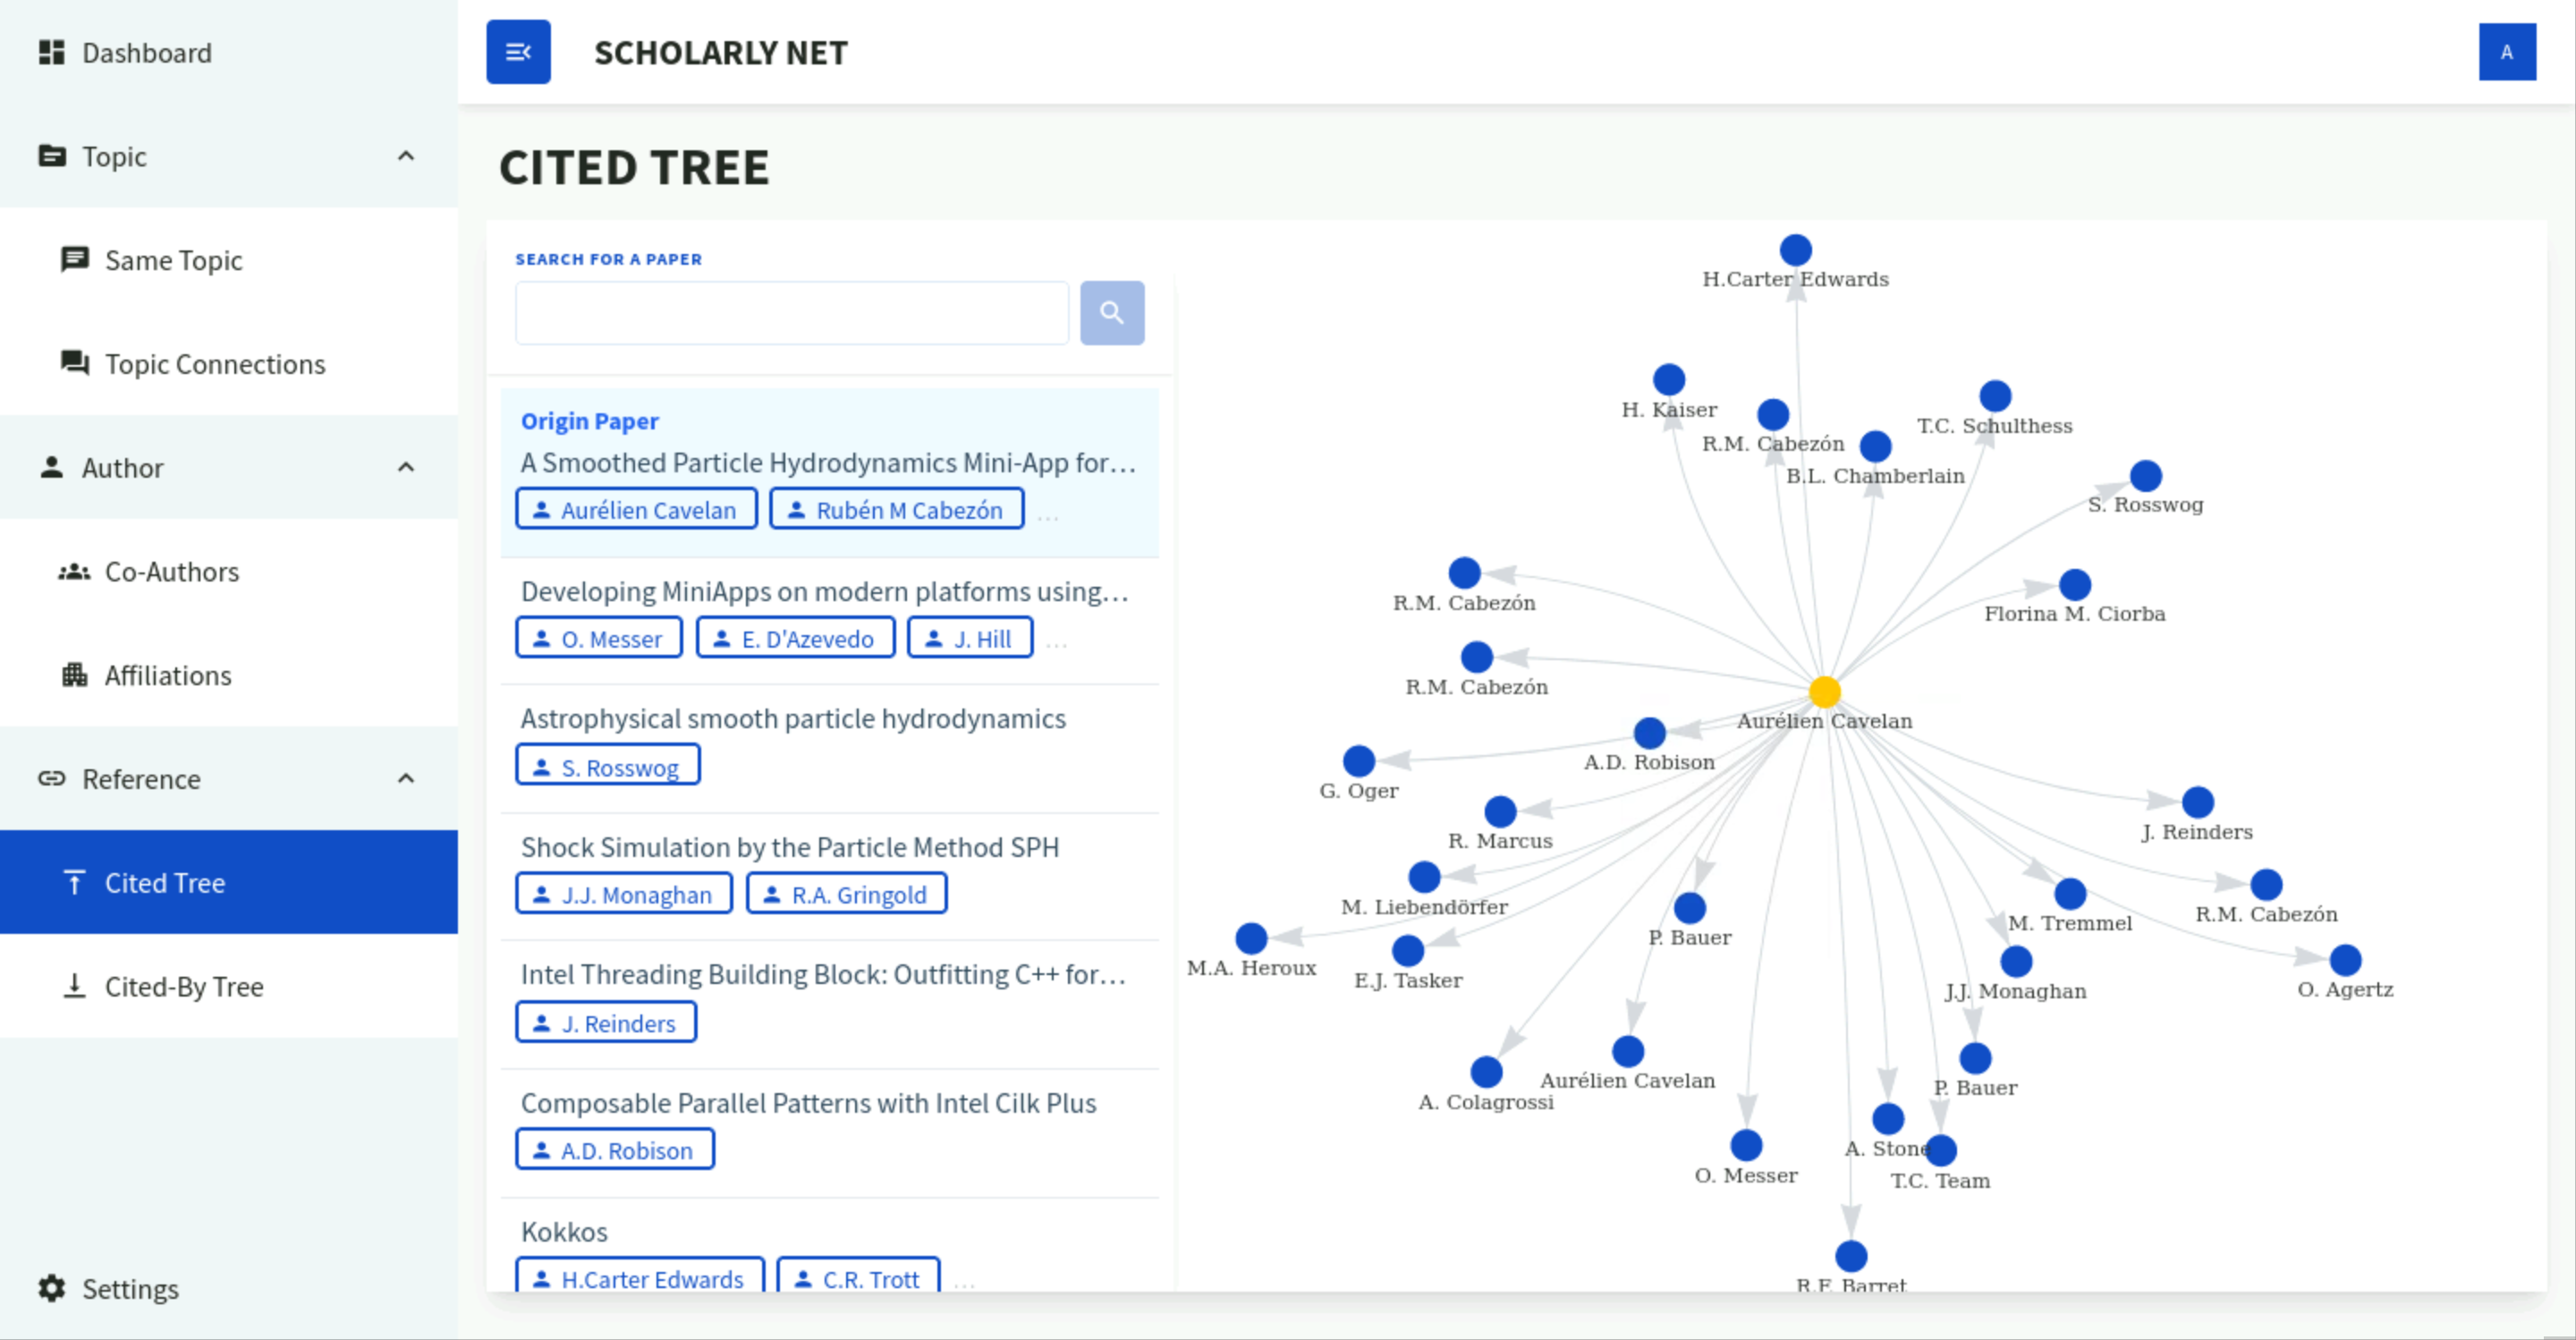 Dashboard
Topic
Same Topic
Topic Connections
Author
Co-Authors
Affiliations
Reference
Cited Tree
Cited-By Tree
Settings
SCHOLARLY NET
A
CITED TREE
SEARCH FOR A PAPER
Origin Paper
A Smoothed Particle Hydrodynamics Mini-App for...
Aurélien Cavelan Rubén M Cabezón ...
Developing MiniApps on modern platforms using...
O. Messer E. D'Azevedo J. Hill ...
Astrophysical smooth particle hydrodynamics
S. Rosswog
Shock Simulation by the Particle Method SPH
J.J. Monaghan R.A. Gringold
Intel Threading Building Block: Outfitting C++ for...
J. Reinders
Composable Parallel Patterns with Intel Cilk Plus
A.D. Robison
Kokkos
H.Carter Edwards C.R. Trott ...
H.Carter Edwards
H. Kaiser
T.C. Schulthess
R.M. Cabezón
B.L. Chamberlain
S. Rosswog
R.M. Cabezón
Florina M. Ciorba
R.M. Cabezón
Aurélien Cavelan
A.D. Robison
G. Oger
J. Reinders
R. Marcus
M. Liebendörfer
R.M. Cabezón
M. Tremmel
P. Bauer
M.A. Heroux
E.J. Tasker
O. Agertz
J.J. Monaghan
Aurélien Cavelan
P. Bauer
A. Colagrossi
A. Stone
O. Messer
T.C. Team
R.F. Barret